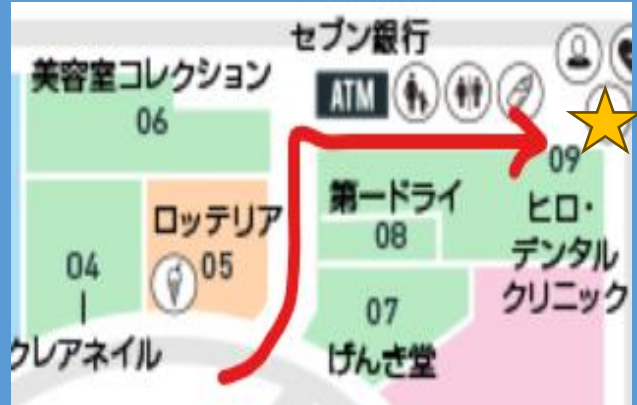 セブン銀行
ATM
美容室コレクション
06
09
ヒロ・
デンタル
クリニック
第一ドライ
08
ロッテリア
05
04
クレアネイル
07
げんき堂